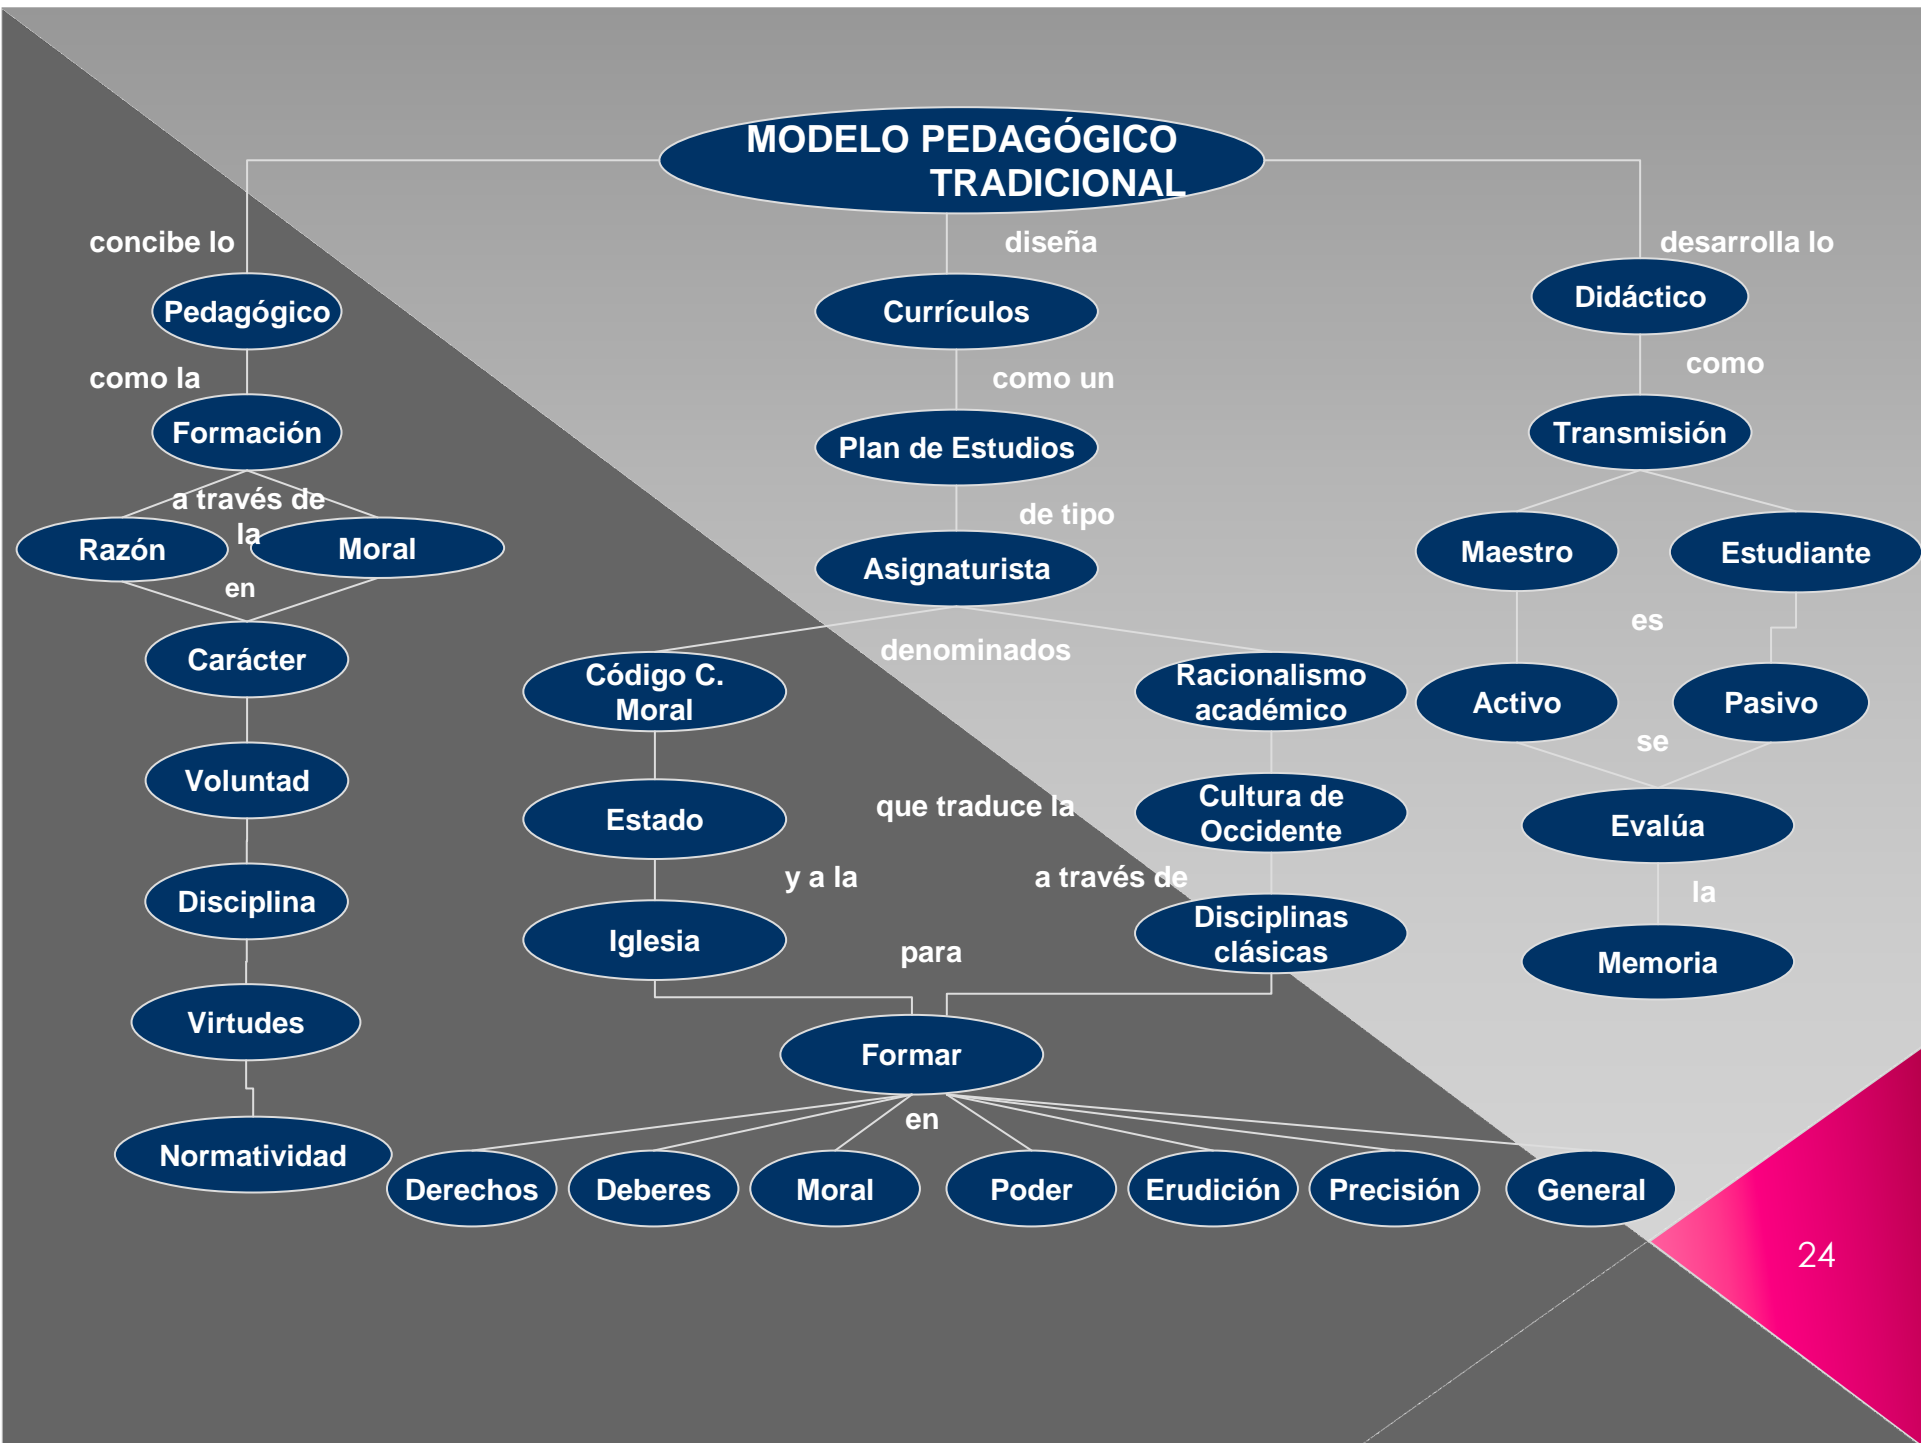 MODELO PEDAGÓGICO
TRADICIONAL
concibe lo
diseña
desarrolla lo
Pedagógico
Currículos
Didáctico
como la
como un
como
Formación
Plan de Estudios
Transmisión
a través de
la
de tipo
Razón
Moral
Asignaturista
Maestro
Estudiante
en
es
denominados
Carácter
Código C.
Moral
Racionalismo
académico
Activo
Pasivo
se
Voluntad
Estado
que traduce la
Cultura de
Occidente
Evalúa
y a la
a través de
la
Disciplina
Iglesia
para
Disciplinas
clásicas
Memoria
Virtudes
Formar
en
Normatividad
Derechos
Deberes
Moral
Poder
Erudición
Precisión
General
24